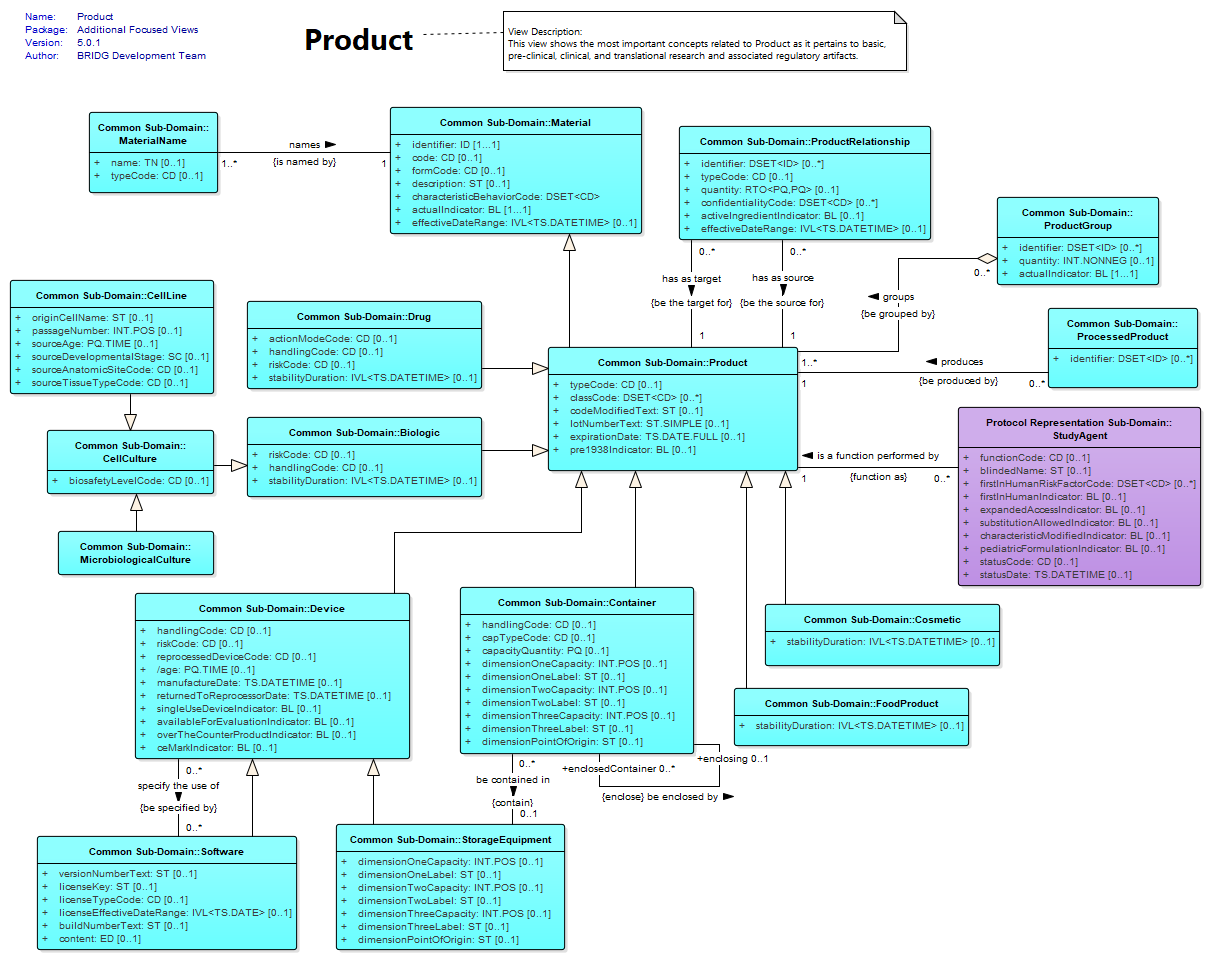 Name: Product
Package: Additional Focused Views
Version: 5.0.1
Author: BRIDG Development Team
Product
View Description:
This view shows the most important concepts related to Product as it pertains to basic,
pre-clinical, clinical, and translational research and associated regulatory artifacts.
Common Sub-Domain::
MaterialName
+ name: TN [0..1]
+ typeCode: CD [0..1]
names
{is named by}
1..*
1
Common Sub-Domain::Material
+ identifier: ID [1...1]
+ code: CD [0..1]
+ formCode: CD [0..1]
+ description: ST [0..1]
+ characteristicBehaviorCode: DSET<CD>
+ actualIndicator: BL [1...1]
+ effectiveDateRange: IVL<TS.DATETIME> [0..1]
Common Sub-Domain::ProductRelationship
+ identifier: DSET<ID> [0..*]
+ typeCode: CD [0..1]
+ quantity: RTO<PQ,PQ> [0..1]
+ confidentialityCode: DSET<CD> [0..*]
+ activeIngredientIndicator: BL [0..1]
+ effectiveDateRange: IVL<TS.DATETIME> [0..1]
0..*
has as target
{be the target for}
1
0..*
has as source
{be the source for}
1
Common Sub-Domain::
ProductGroup
+ identifier: DSET<ID> [0..*]
+ quantity: INT.NONNEG [0..1]
+ actualIndicator: BL [1...1]
0..*
groups
{be grouped by}
1..*
Common Sub-Domain::
ProcessedProduct
+ identifier: DSET<ID> [0..*]
produces
{be produced by}
1
0..*
Common Sub-Domain::CellLine
+ originCellName: ST [0..1]
+ passageNumber: INT.POS [0..1]
+ sourceAge: PQ.TIME [0..1]
+ sourceDevelopmentalStage: SC [0..1]
+ sourceAnatomicSiteCode: CD [0..1]
+ sourceTissueTypeCode: CD [0..1]
Common Sub-Domain::Drug
+ actionModeCode: CD [0..1]
+ handlingCode: CD [0..1]
+ riskCode: CD [0..1]
+ stabilityDuration: IVL<TS.DATETIME> [0..1]
Common Sub-Domain::Product
+ typeCode: CD [0..1]
+ classCode: DSET<CD> [0..*]
+ codeModifiedText: ST [0..1]
+ lotNumberText: ST.SIMPLE [0..1]
+ expirationDate: TS.DATE.FULL [0..1]
+ pre1938Indicator: BL [0..1]
Protocol Representation Sub-Domain::
StudyAgent
+ functionCode: CD [0..1]
+ blindedName: ST [0..1]
+ firstInHumanRiskFactorCode: DSET<CD> [0..*]
+ firstInHumanIndicator: BL [0..1]
+ expandedAccessIndicator: BL [0..1]
+ substitutionAllowedIndicator: BL [0..1]
+ characteristicModifiedIndicator: BL [0..1]
+ pediatricFormulationIndicator: BL [0..1]
+ statusCode: CD [0..1]
+ statusDate: TS.DATETIME [0..1]
is a function performed by
{function as}
1
0..*
Common Sub-Domain::
CellCulture
+ biosafetyLevelCode: CD [0..1]
Common Sub-Domain::Biologic
+ riskCode: CD [0..1]
+ handlingCode: CD [0..1]
+ stabilityDuration: IVL<TS.DATETIME> [0..1]
Common Sub-Domain::
MicrobiologicalCulture
Common Sub-Domain::Device
+ handlingCode: CD [0..1]
+ riskCode: CD [0..1]
+ reprocessedDeviceCode: CD [0..1]
+ /age: PQ.TIME [0..1]
+ manufactureDate: TS.DATETIME [0..1]
+ returnedToReprocessorDate: TS.DATETIME [0..1]
+ singleUseDeviceIndicator: BL [0..1]
+ availableForEvaluationIndicator: BL [0..1]
+ overTheCounterProductIndicator: BL [0..1]
+ ceMarkIndicator: BL [0..1]
Common Sub-Domain::Container
+ handlingCode: CD [0..1]
+ capTypeCode: CD [0..1]
+ capacityQuantity: PQ [0..1]
+ dimensionOneCapacity: INT.POS [0..1]
+ dimensionOneLabel: ST [0..1]
+ dimensionTwoCapacity: INT.POS [0..1]
+ dimensionTwoLabel: ST [0..1]
+ dimensionThreeCapacity: INT.POS [0..1]
+ dimensionThreeLabel: ST [0..1]
+ dimensionPointOfOrigin: ST [0..1]
Common Sub-Domain::Cosmetic
+ stabilityDuration: IVL<TS.DATETIME> [0..1]
Common Sub-Domain::FoodProduct
+ stabilityDuration: IVL<TS.DATETIME> [0..1]
0..*
specify the use of
{be specified by}
0..*
0..*
be contained in
{contain}
0..1
+enclosedContainer 0..*
+enclosing 0..1
{enclose} be enclosed by
Common Sub-Domain::Software
+ versionNumberText: ST [0..1]
+ licenseKey: ST [0..1]
+ licenseTypeCode: CD [0..1]
+ licenseEffectiveDateRange: IVL<TS.DATE> [0..1]
+ buildNumberText: ST [0..1]
+ content: ED [0..1]
Common Sub-Domain::StorageEquipment
+ dimensionOneCapacity: INT.POS [0..1]
+ dimensionOneLabel: ST [0..1]
+ dimensionTwoCapacity: INT.POS [0..1]
+ dimensionTwoLabel: ST [0..1]
+ dimensionThreeCapacity: INT.POS [0..1]
+ dimensionThreeLabel: ST [0..1]
+ dimensionPointOfOrigin: ST [0..1]